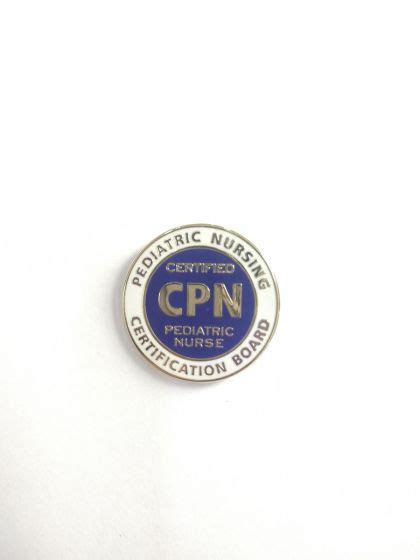 PEDIATRIC NURSING
CERTIFIED
CPN
PEDIATRIC
NURSE
CERTIFICATION BOARD